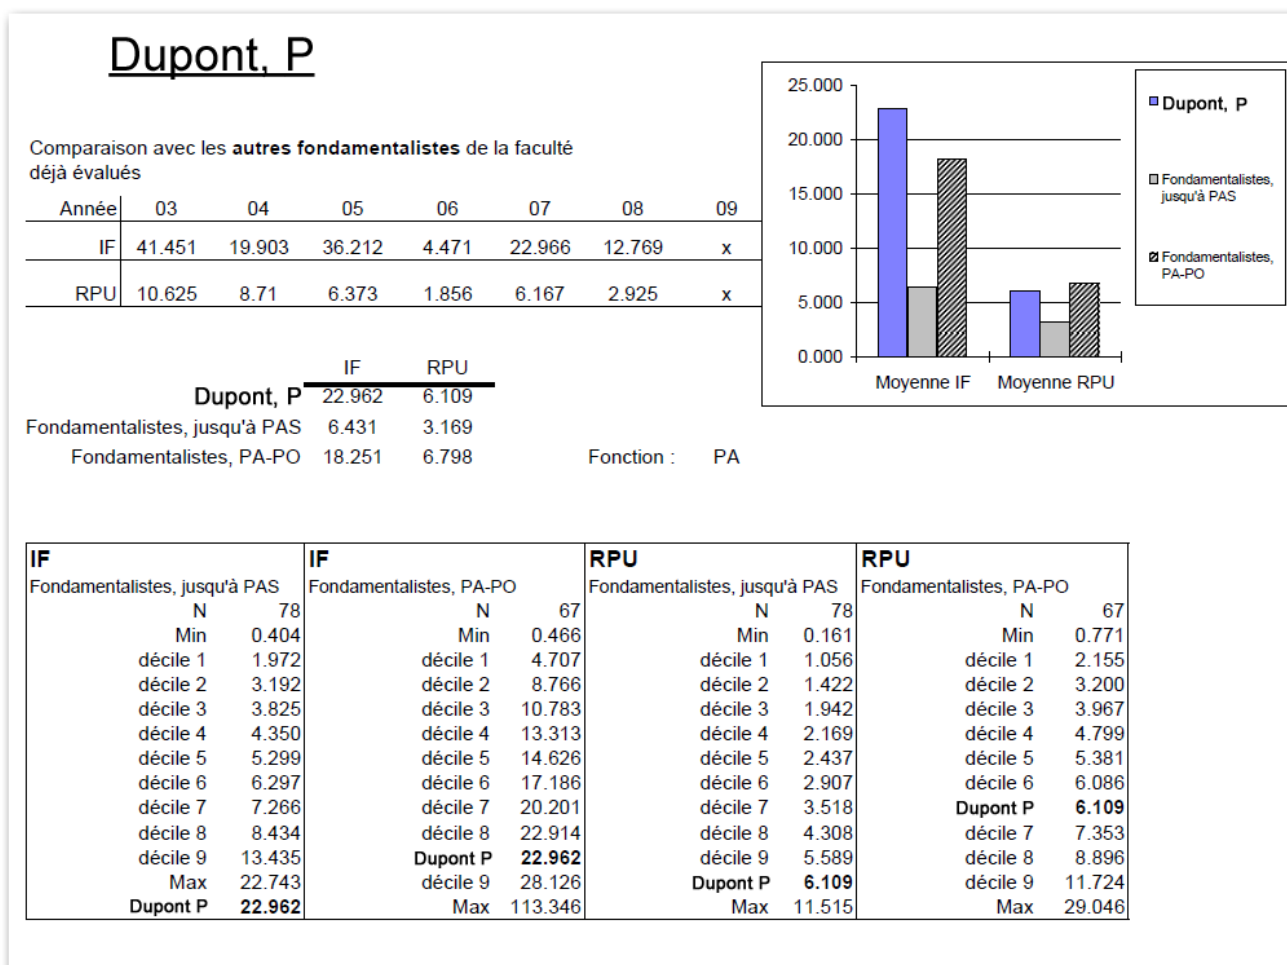 Dupont, P
Comparaison avec les autres fondamentalistes de la faculté
déjà évalués
Année 03 04 05 06 07 08 09
IF 41.451 19.903 36.212 4.471 22.966 12.769 x
RPU 10.625 8.71 6.373 1.856 6.167 2.925 x
25.000
20.000
15.000
10.000
5.000
0.000
Moyenne IF Moyenne RPU
Dupont, P
Fondamentalistes,
jusqu'à PAS
Fondamentalistes,
PA-PO
IF RPU
Dupont, P 22.962 6.109
Fondamentalistes, jusqu'à PAS 6.431 3.169
Fondamentalistes, PA-PO 18.251 6.798 Fonction : PA
IF
Fondamentalistes, jusqu'à PAS
N 78
Min 0.404
décile 1 1.972
décile 2 3.192
décile 3 3.825
décile 4 4.350
décile 5 5.299
décile 6 6.297
décile 7 7.266
décile 8 8.434
décile 9 13.435
Max 22.743
Dupont P 22.962
IF
Fondamentalistes, PA-PO
N 67
Min 0.466
décile 1 4.707
décile 2 8.766
décile 3 10.783
décile 4 13.313
décile 5 14.626
décile 6 17.186
décile 7 20.201
décile 8 22.914
Dupont P 22.962
décile 9 28.126
Max 113.346
RPU
Fondamentalistes, jusqu'à PAS
N 78
Min 0.161
décile 1 1.056
décile 2 1.422
décile 3 1.942
décile 4 2.169
décile 5 2.437
décile 6 2.907
décile 7 3.518
décile 8 4.308
décile 9 5.589
Dupont P 6.109
Max 11.515
RPU
Fondamentalistes, PA-PO
N 67
Min 0.771
décile 1 2.155
décile 2 3.200
décile 3 3.967
décile 4 4.799
décile 5 5.381
décile 6 6.086
Dupont P 6.109
décile 7 7.353
décile 8 8.896
décile 9 11.724
Max 29.046